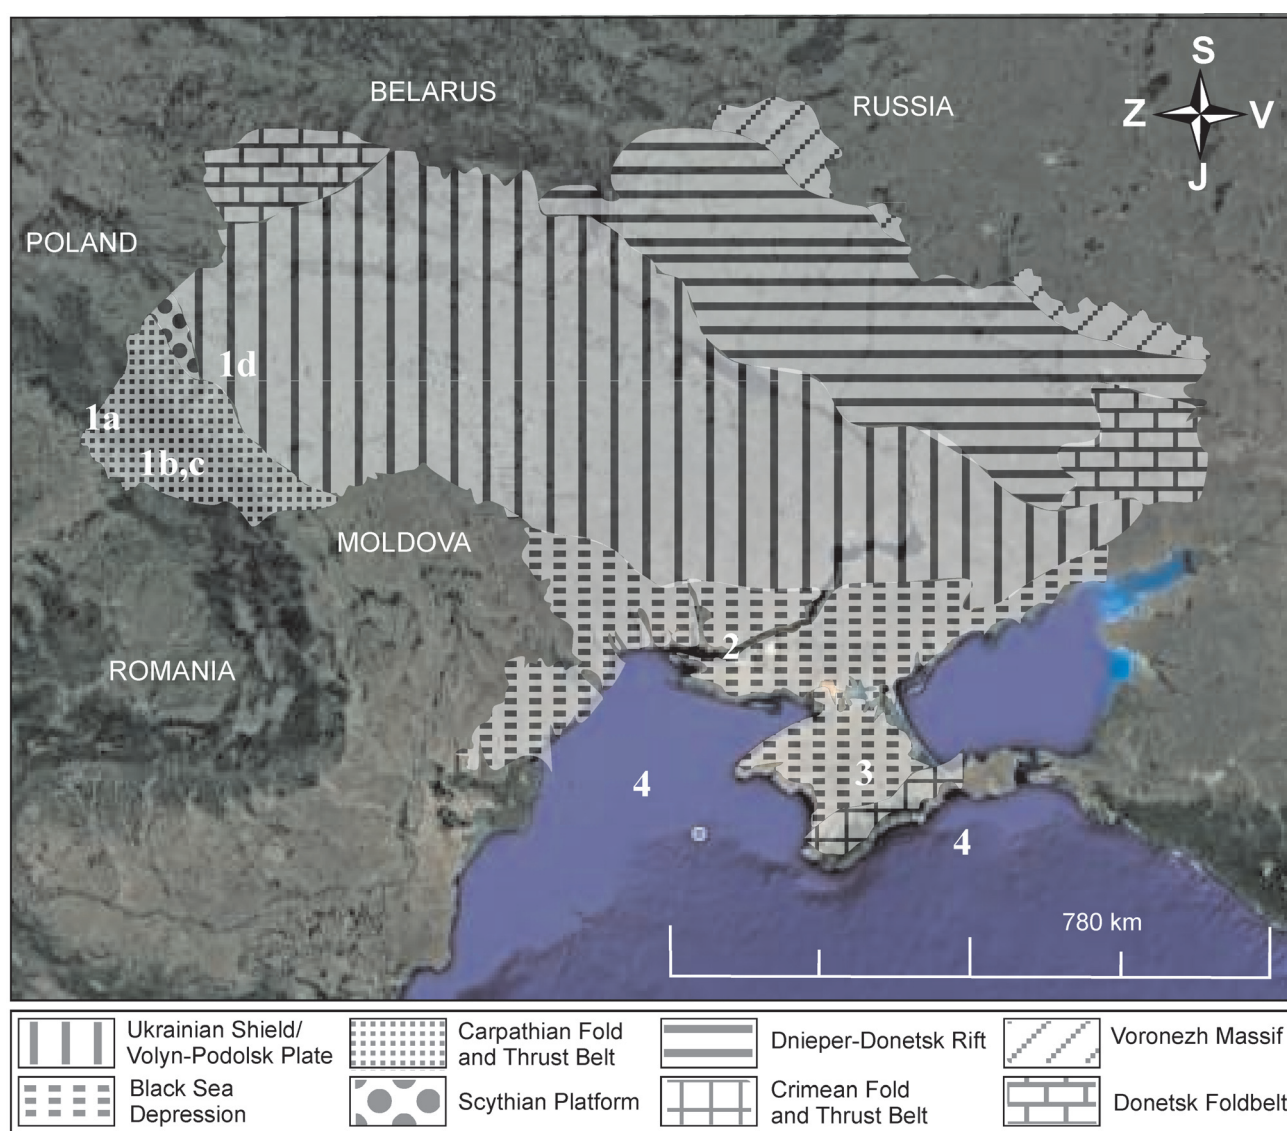 BELARUS
RUSSIA
S
Z
V
J
POLAND
1d
1a
1b,c
MOLDOVA
ROMANIA
2
3
4
4
780 km
Ukrainian Shield/
Volyn-Podolsk Plate
Carpathian Fold
and Thrust Belt
Dnieper-Donetsk Rift
Voronezh Massif
Black Sea
Depression
Scythian Platform
Crimean Fold
and Thrust Belt
Donetsk Foldbelt